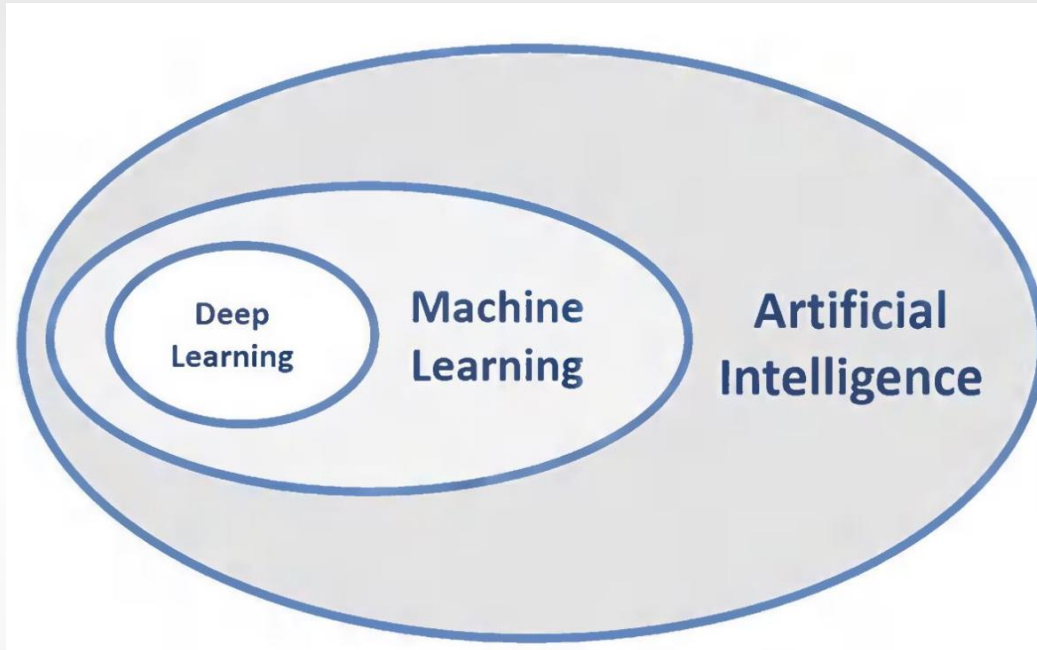 Deep
Learning
Machine
Learning
Artificial
Intelligence